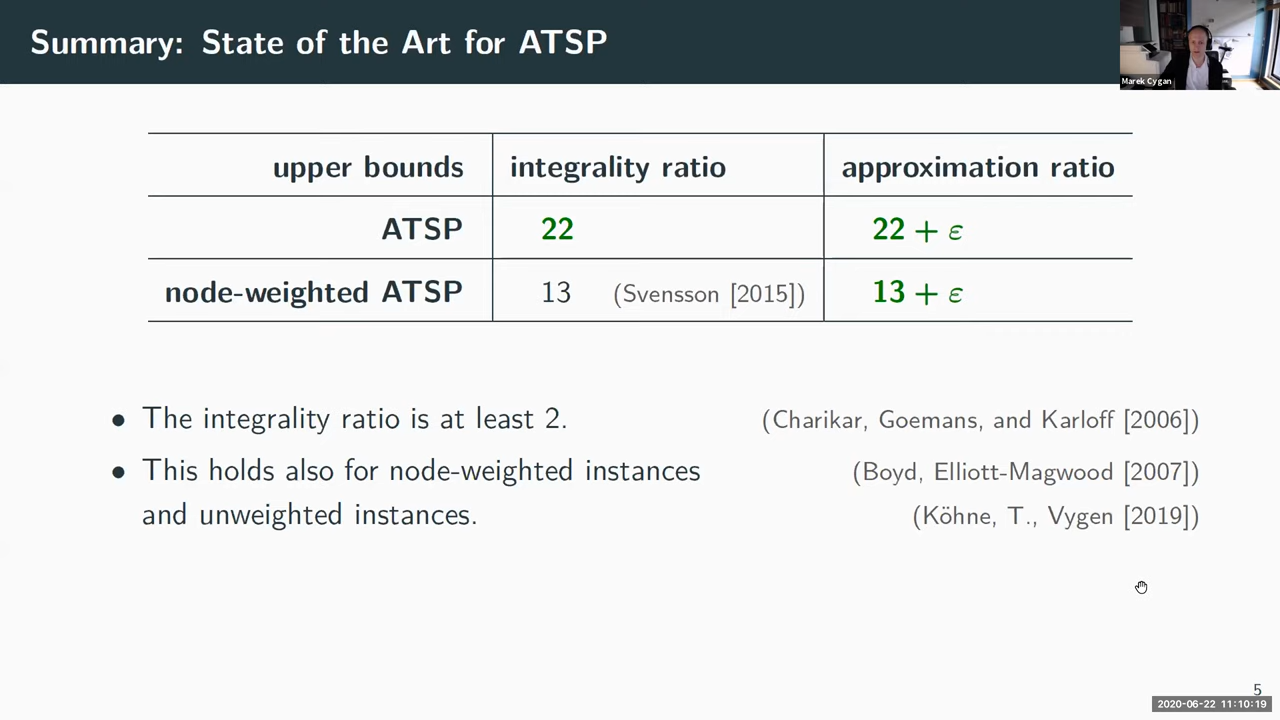 Summary: State of the Art for ATSP
Marek Cygan
upper bounds integrality ratio approximation ratio
ATSP 22 22 + ε
node-weighted ATSP 13 (Svensson [2015]) 13 + ε
• The integrality ratio is at least 2. (Charikar, Goemans, and Karloff [2006])
• This holds also for node-weighted instances (Boyd, Elliott-Magwood [2007])
and unweighted instances. (Köhne, T., Vygen [2019])
5
2020-06-22 11:10:19